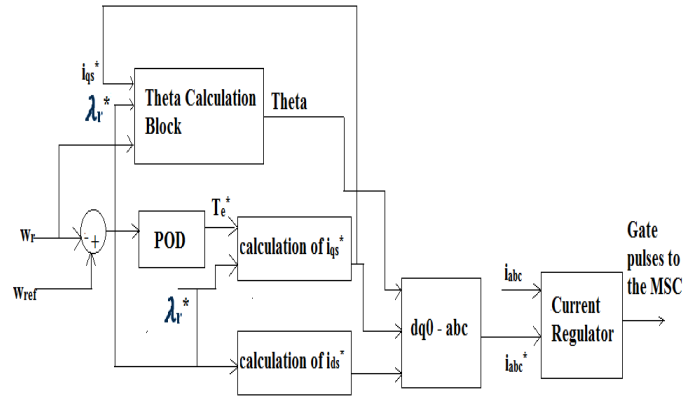 iqs*
λr*
Theta Calculation
Block
Theta
wr
- +
wref
POD
Te*
calculation of iqs*
λr*
calculation of ids*
dq0 - abc
iabc
iabc*
Current
Regulator
Gate
pulses to
the MSC